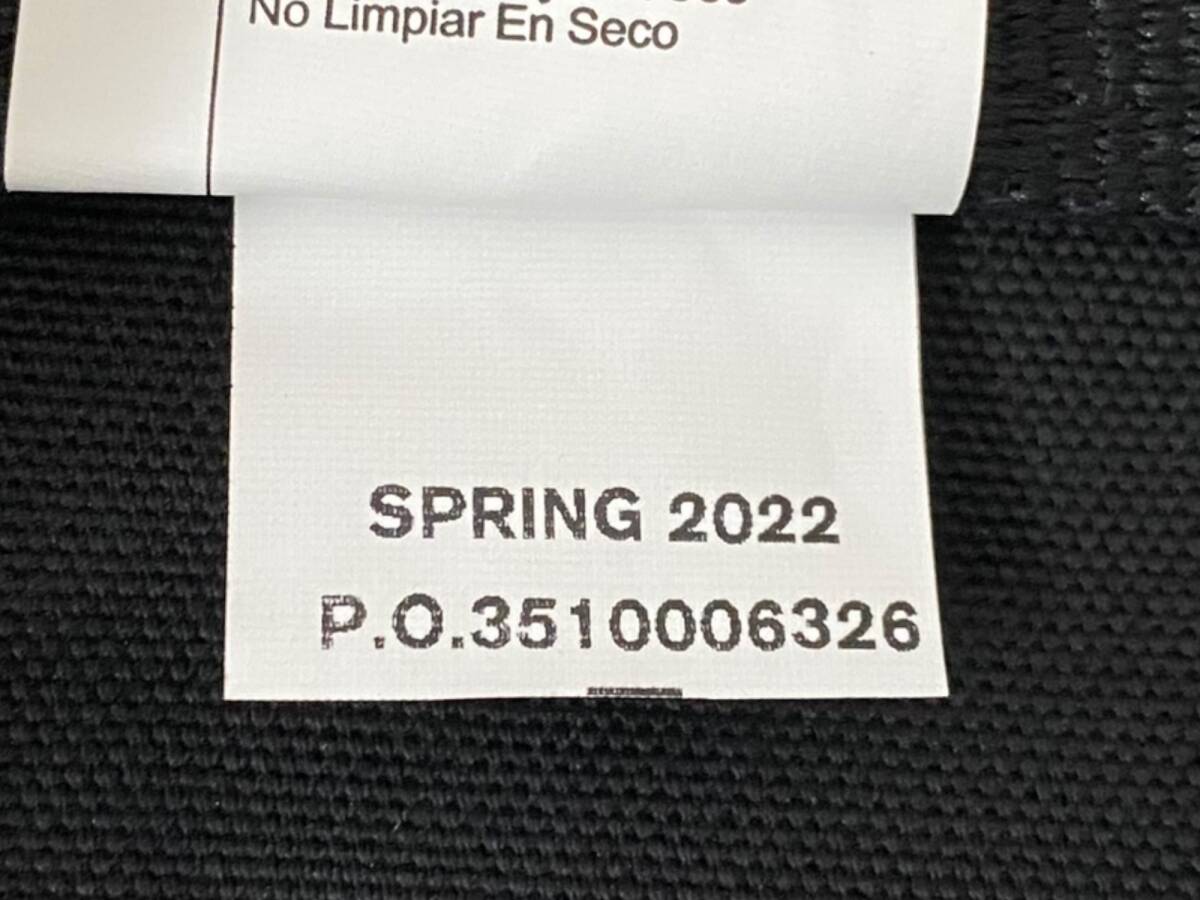 No Limpiar En Seco
SPRING 2022
P.O.3510006326